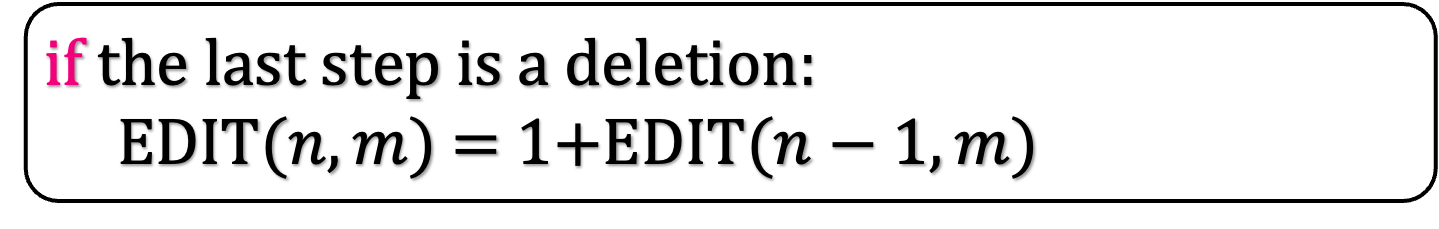 if the last step is a deletion:
EDIT(n, m) = 1+EDIT(n − 1, m)